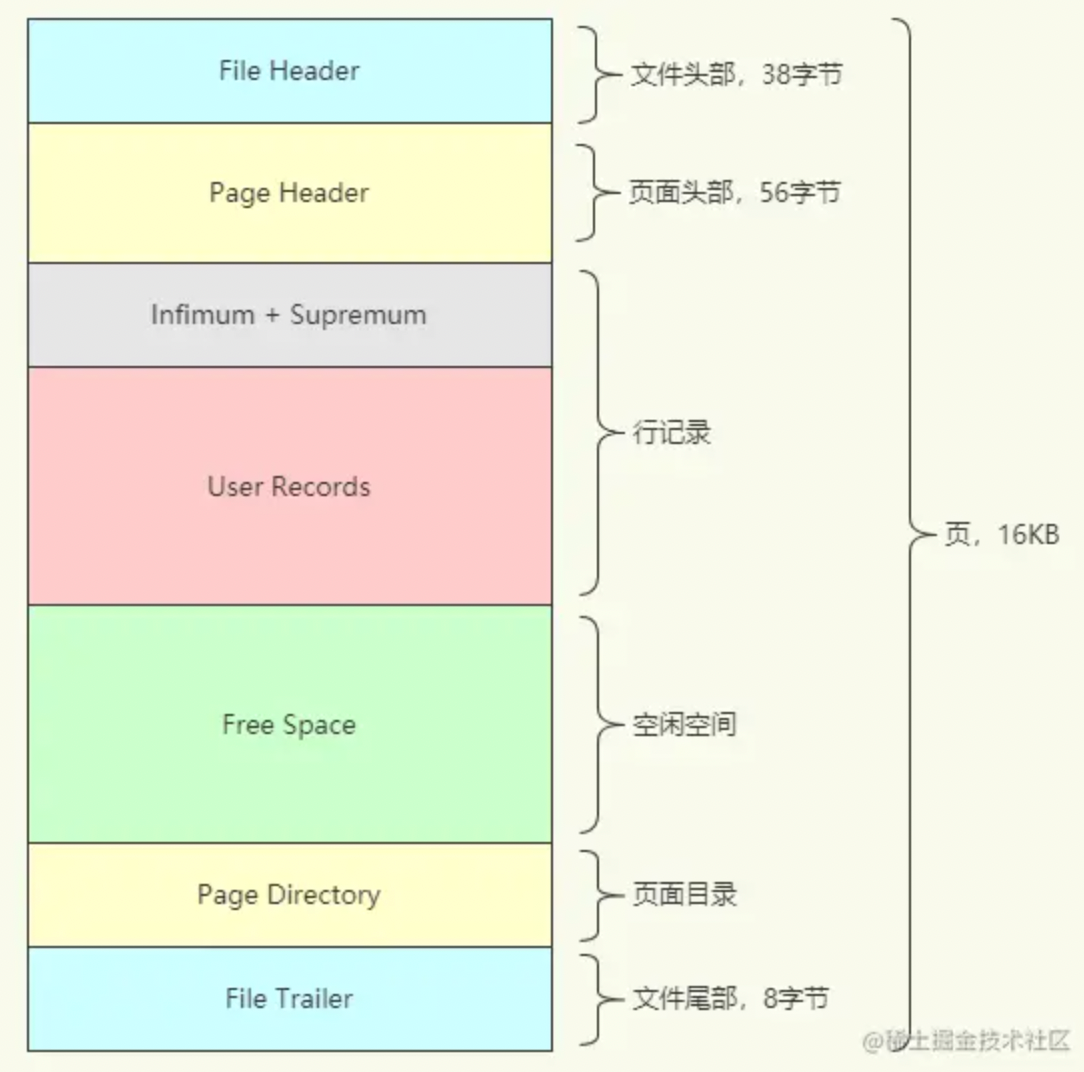 File Header
文件头部，38字节
Page Header
页面头部，56字节
Infimum + Supremum
行记录
User Records
页，16KB
Free Space
空闲空间
Page Directory
页面目录
File Trailer
文件尾部，8字节
@稀土掘金技术社区